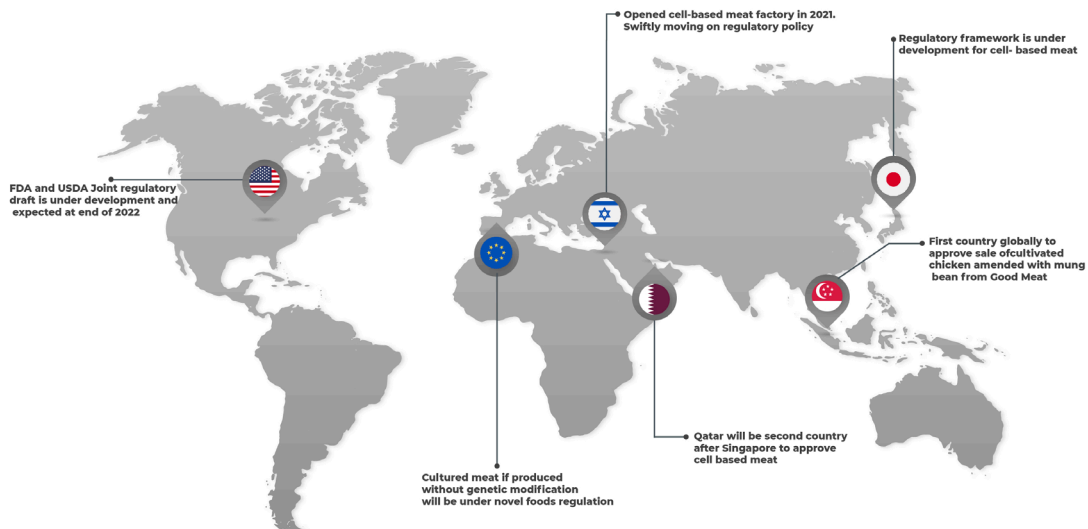 Opened cell-based meat factory in 2021.
Swiftly moving on regulatory policy
Regulatory framework is under
development for cell- based meat
FDA and USDA Joint regulatory
draft is under development and
expected at end of 2022
First country globally to
approve sale ofcultivated
chicken amended with mung
bean from Good Meat
Qatar will be second country
after Singapore to approve
cell based meat
Cultured meat if produced
without genetic modification
will be under novel foods regulation